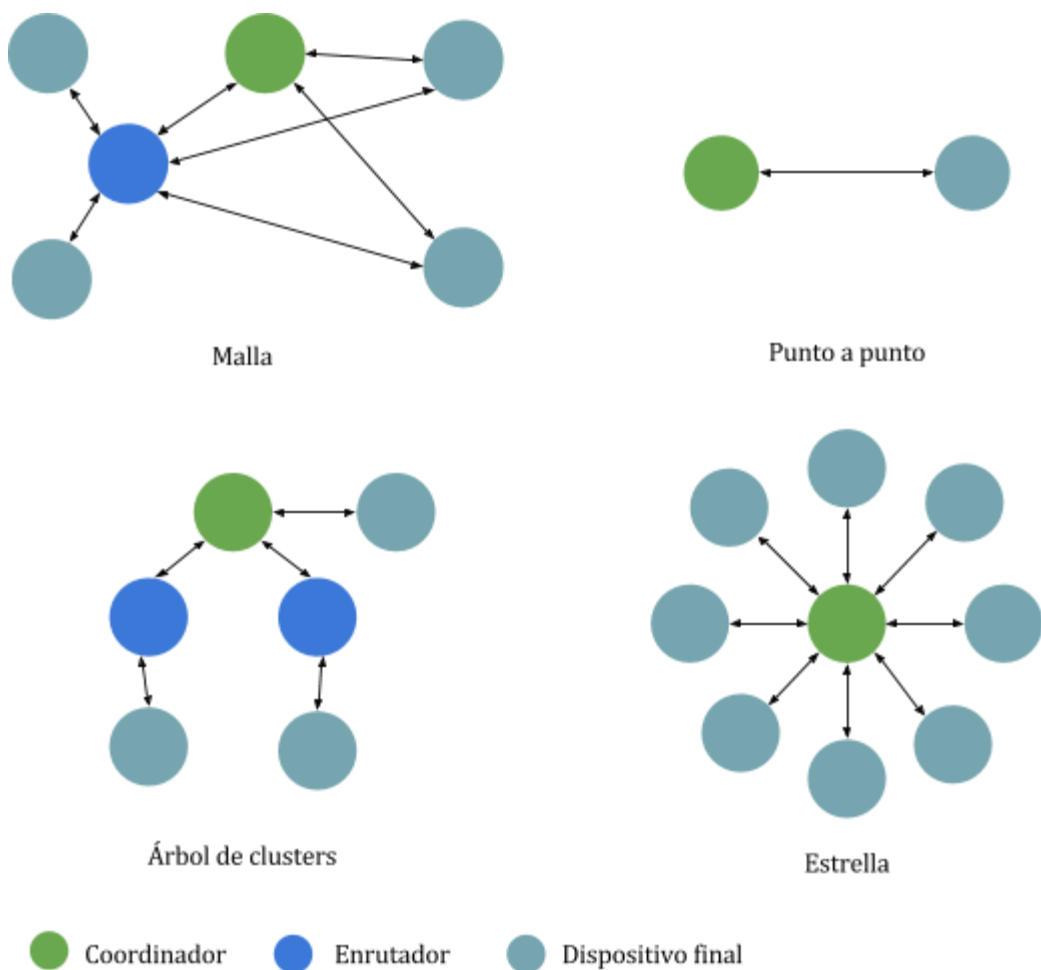 Malla
Punto a punto
Árbol de clusters
Estrella
Coordinador
Enrutador
Dispositivo final